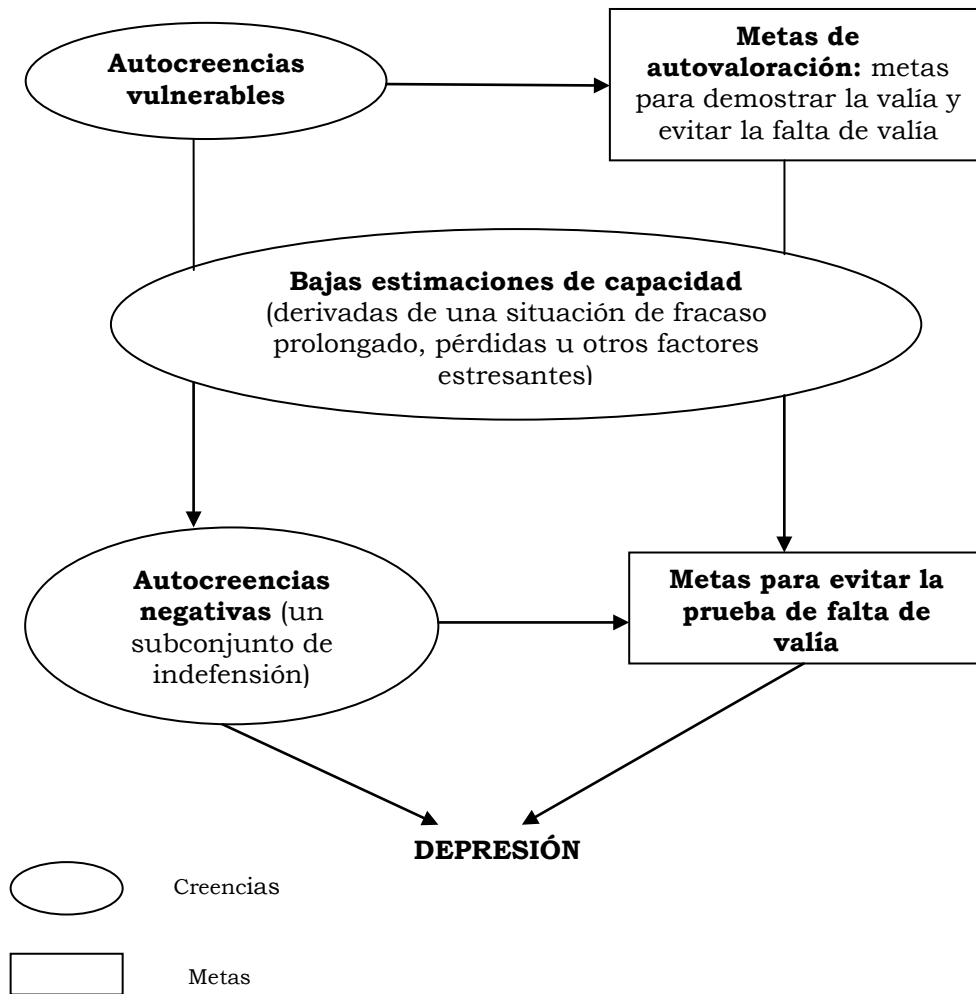 Autocreencias
vulnerables
Metas de
autovaloración: metas
para demostrar la valía y
evitar la falta de valía
Bajas estimaciones de capacidad
(derivadas de una situación de fracaso
prolongado, pérdidas u otros factores
estresantes)
Autocreencias
negativas (un
subconjunto de
indefensión)
Metas para evitar la
prueba de falta de
valía
DEPRESIÓN
Creencias
Metas